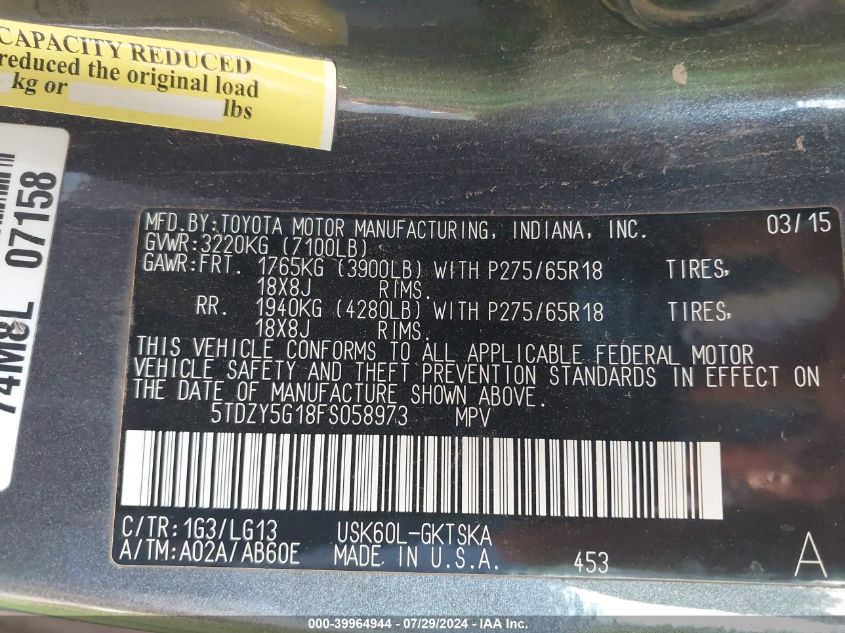 CAPACITY REDUCED
reduced the original load
kg or lbs
74M8L 07158
MFD.BY:TOYOTA MOTOR MANUFACTURING, INDIANA, INC. 03/15
GVWR:3220KG (7100LB)
GAWR:FRT. 1765KG (3900LB) WITH P275/65R18 TIRES,
18X8J RIMS.
RR. 1940KG (4280LB) WITH P275/65R18 TIRES,
18X8J RIMS.
THIS VEHICLE CONFORMS TO ALL APPLICABLE FEDERAL MOTOR
VEHICLE SAFETY AND THEFT PREVENTION STANDARDS IN EFFECT ON
THE DATE OF MANUFACTURE SHOWN ABOVE.
5TDZY5G18FS058973 MPV
C/TR:1G3/LG13 USK60L-GKTSKA
A/TM:A02A/AB60E MADE IN U.S.A. 453 A
000-39964944 - 07/29/2024 - IAA Inc.